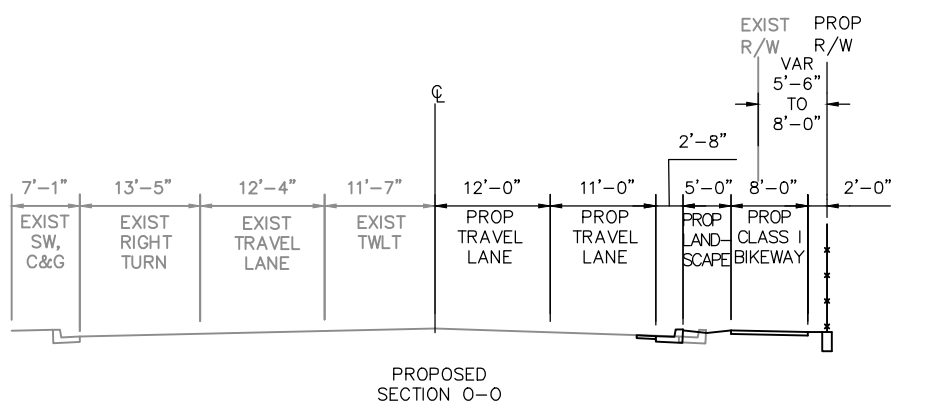 EXIST
R/W
PROP
R/W
VAR
5'-6"
TO
8'-0"
℄
2'-8"
7'-1"
13'-5"
12'-4"
11'-7"
12'-0"
11'-0"
5'-0"
8'-0"
2'-0"
EXIST
SW,
C&G
EXIST
RIGHT
TURN
EXIST
TRAVEL
LANE
EXIST
TWLT
PROP
TRAVEL
LANE
PROP
TRAVEL
LANE
PROP
LAND-
SCAPE
PROP
CLASS I
BIKEWAY
PROPOSED
SECTION O-O